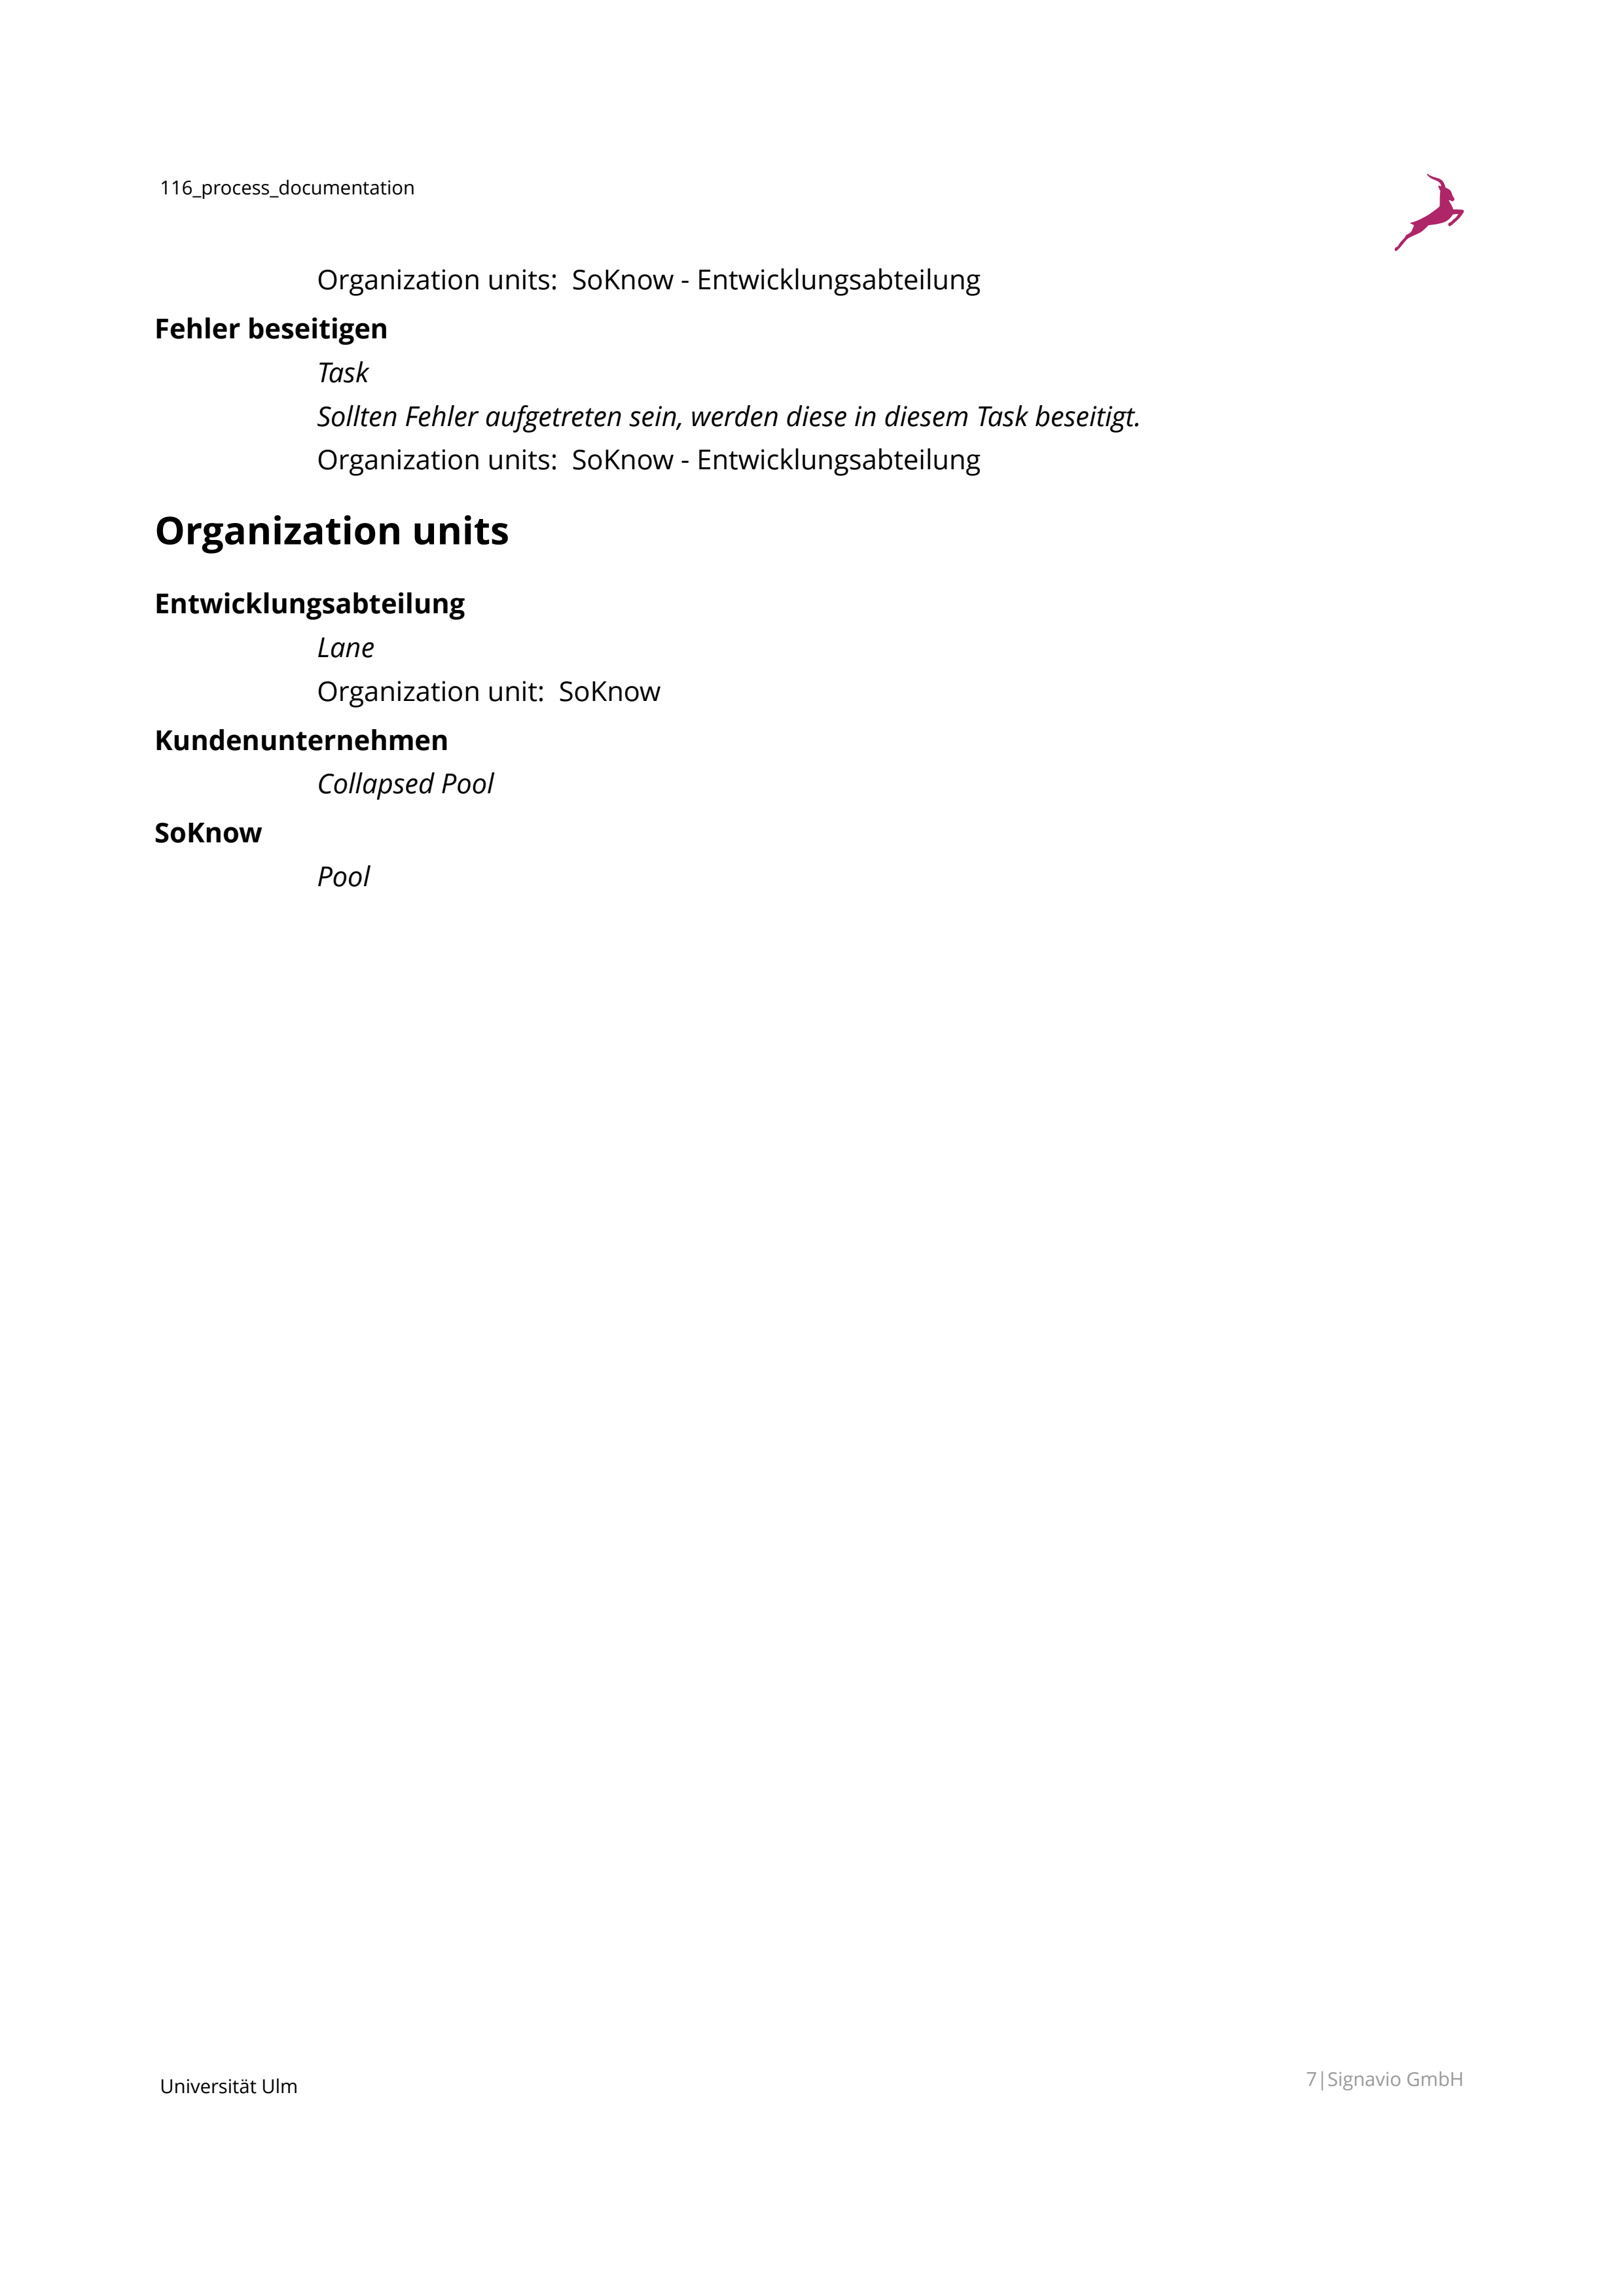 116_process_documentation
Organization units:  SoKnow - Entwicklungsabteilung
Fehler beseitigen
Task
Sollten Fehler aufgetreten sein, werden diese in diesem Task beseitigt.
Organization units:  SoKnow - Entwicklungsabteilung
Organization units
Entwicklungsabteilung
Lane
Organization unit:  SoKnow
Kundenunternehmen
Collapsed Pool
SoKnow
Pool
Universität Ulm
7|Signavio GmbH